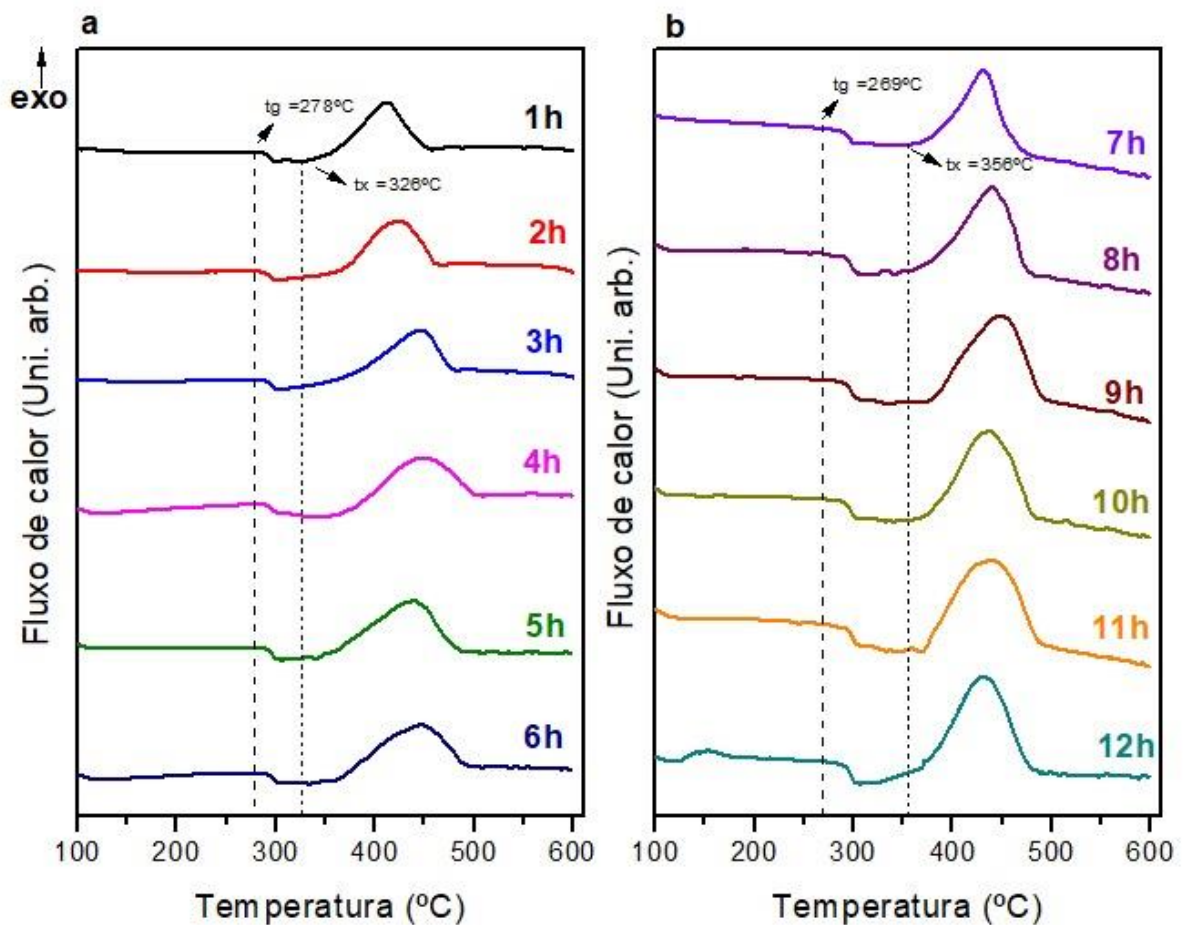 a
exo
Fluxo de calor (Uni. arb.)
tg =278ºC
tx =326ºC
1h
2h
3h
4h
5h
6h
100 200 300 400 500 600
Temperatura (ºC)
b
Fluxo de calor (Uni. arb.)
tg =269ºC
tx =356ºC
7h
8h
9h
10h
11h
12h
100 200 300 400 500 600
Temperatura (ºC)